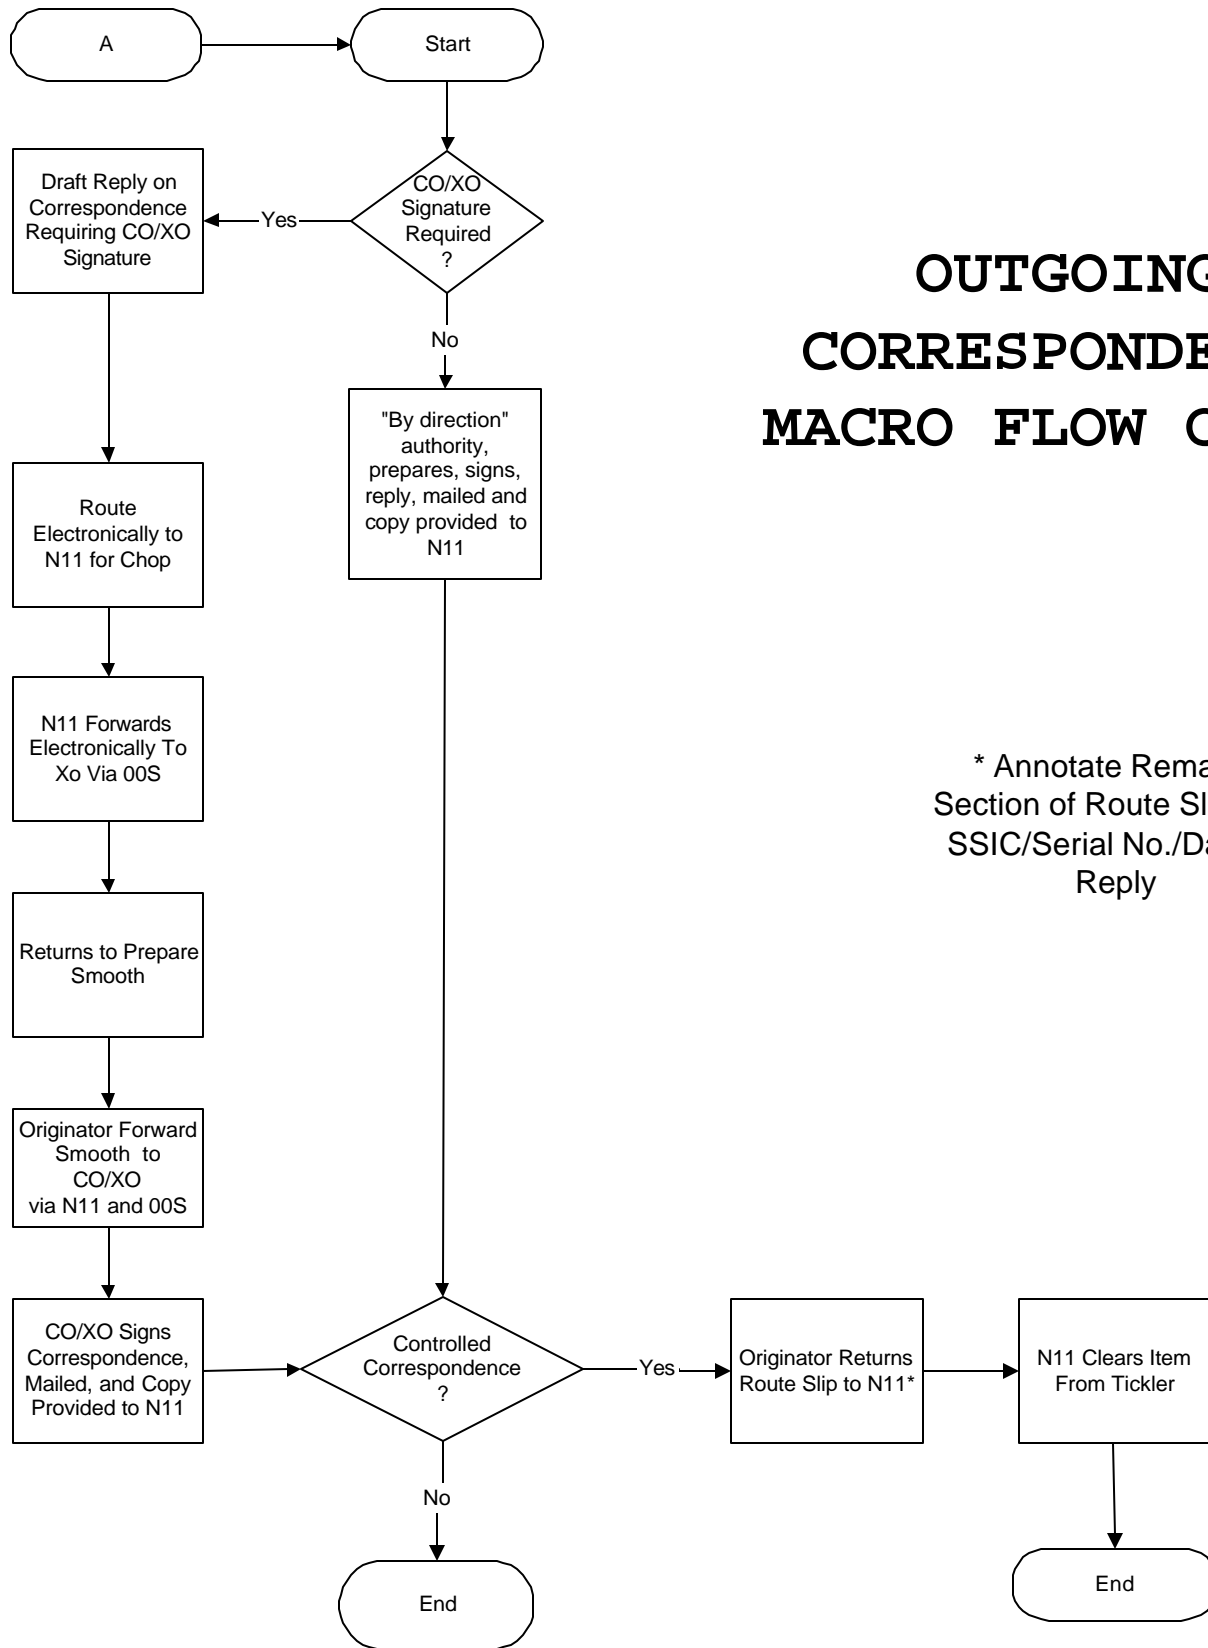 A
Start
Draft Reply on
Correspondence
Requiring CO/XO
Signature
Yes
CO/XO
Signature
Required
?
No
OUTGOING
MACRO FLOW
"By direction"
authority,
prepares, signs,
reply, mailed and
copy provided to
N11
Route
Electronically to
N11 for Chop
N11 Forwards
Electronically To
Xo Via 00S
* Annotate
Section of Route
SSIC/Serial No./
Reply
Returns to Prepare
Smooth
Originator Forward
Smooth to
CO/XO
via N11 and 00S
CO/XO Signs
Correspondence,
Mailed, and Copy
Provided to N11
Controlled
Correspondence
?
Yes
Originator Returns
Route Slip to N11*
N11 Clears Item
From Tickler
No
End
End